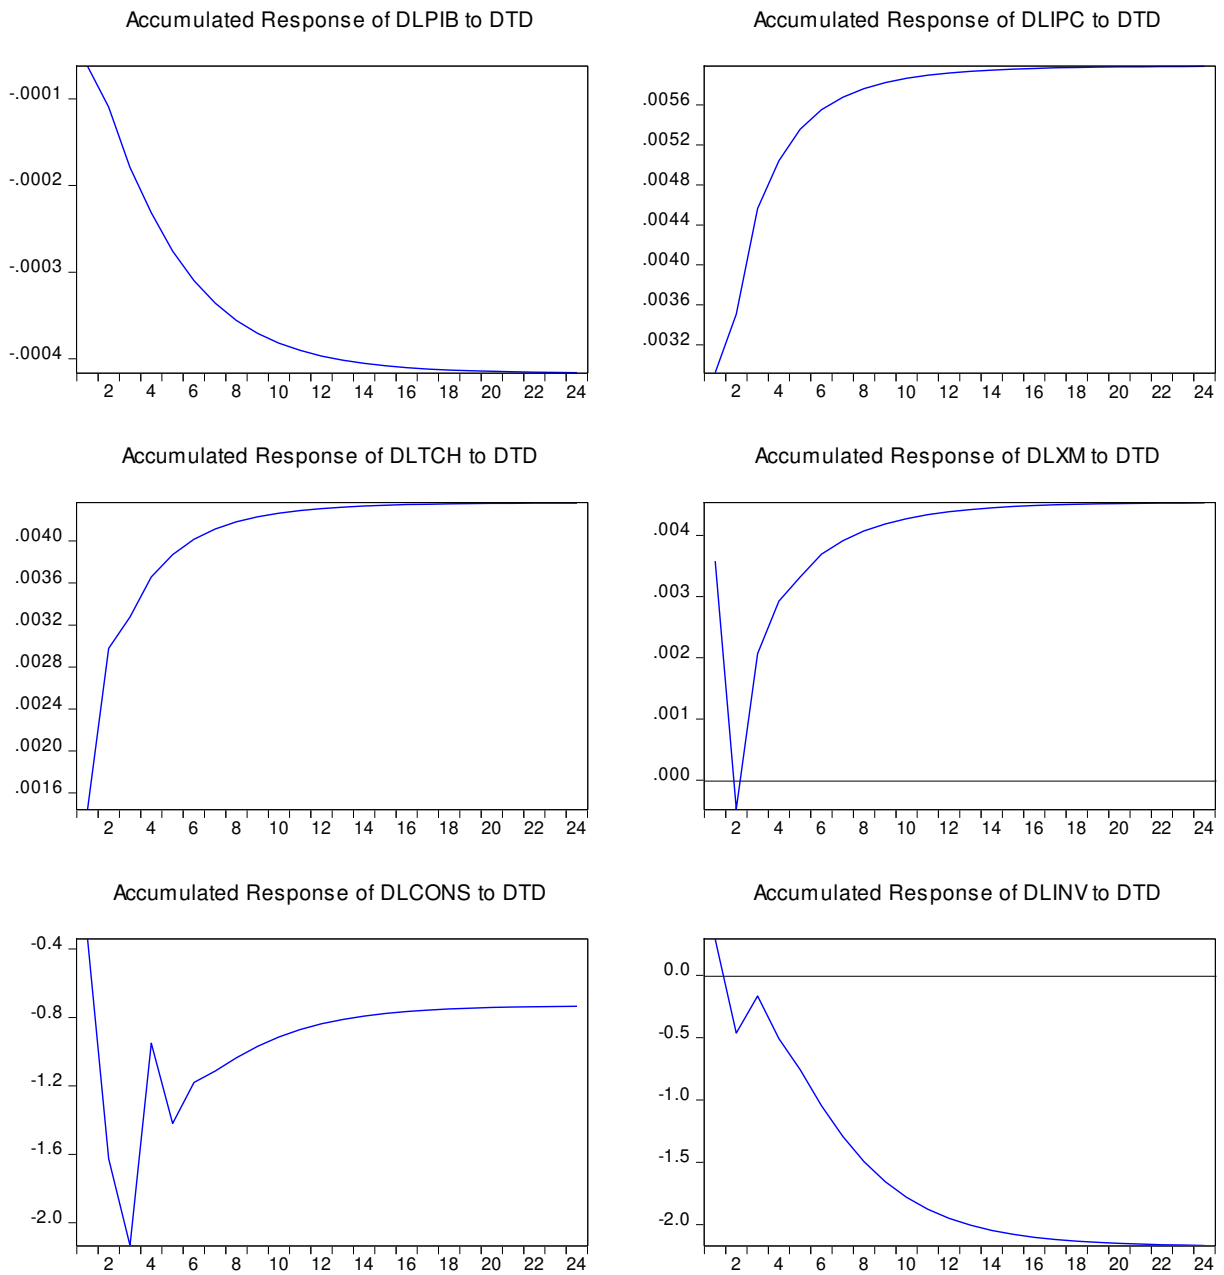 Accumulated Response of DLPIB to DTD
-.0001
-.0002
-.0003
-.0004
2 4 6 8 10 12 14 16 18 20 22 24
Accumulated Response of DLIPC to DTD
.0056
.0052
.0048
.0044
.0040
.0036
.0032
2 4 6 8 10 12 14 16 18 20 22 24
Accumulated Response of DLTCH to DTD
.0040
.0036
.0032
.0028
.0024
.0020
.0016
2 4 6 8 10 12 14 16 18 20 22 24
Accumulated Response of DLXM to DTD
.004
.003
.002
.001
.000
2 4 6 8 10 12 14 16 18 20 22 24
Accumulated Response of DLCONS to DTD
-0.4
-0.8
-1.2
-1.6
-2.0
2 4 6 8 10 12 14 16 18 20 22 24
Accumulated Response of DLINV to DTD
0.0
-0.5
-1.0
-1.5
-2.0
2 4 6 8 10 12 14 16 18 20 22 24